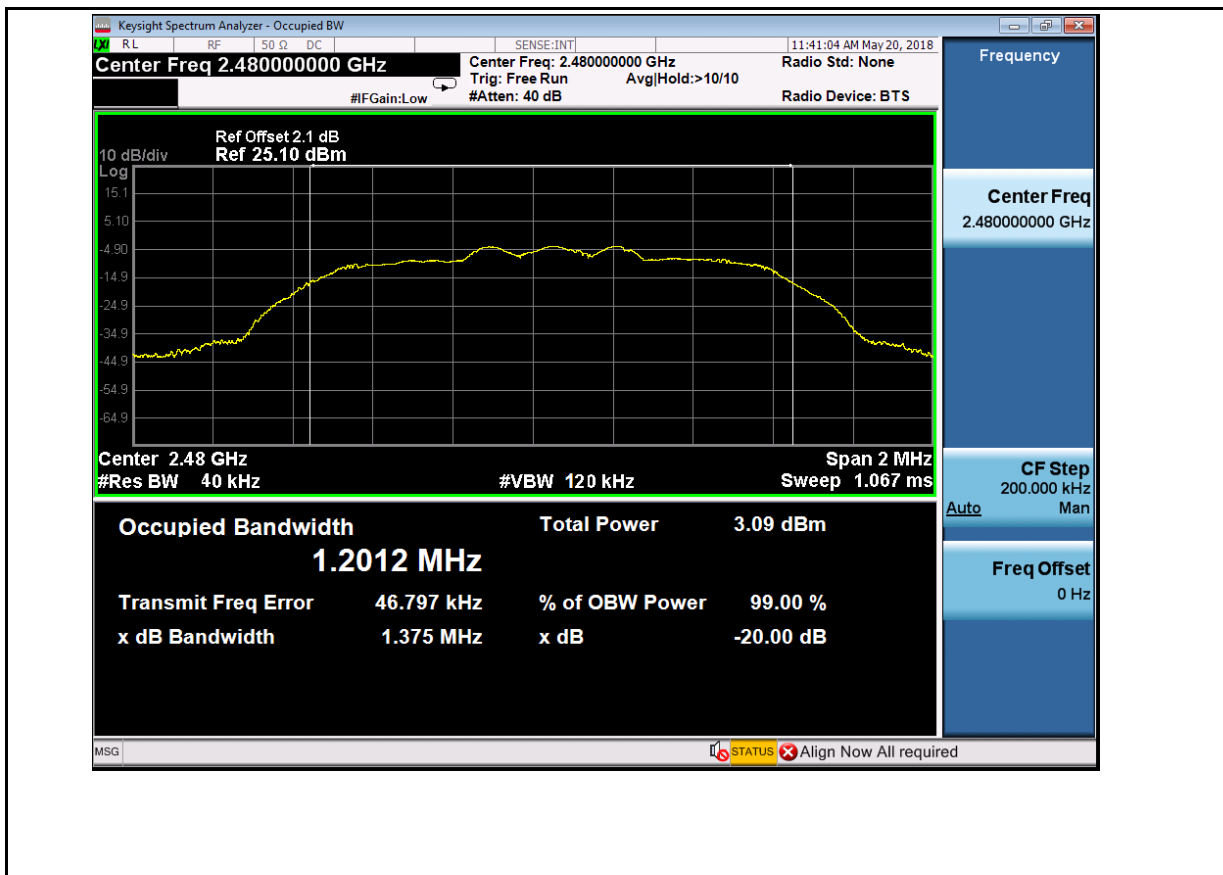 Keysight Spectrum Analyzer - Occupied BW
LXI RL RF 50 Ω DC SENSE:INT 11:41:04 AM May 20, 2018
Center Freq 2.480000000 GHz
Center Freq: 2.480000000 GHz Radio Std: None
Trig: Free Run Avg|Hold:>10/10
#IFGain:Low #Atten: 40 dB Radio Device: BTS
Frequency
Ref Offset 2.1 dB
10 dB/div Ref 25.10 dBm
Log
15.1
5.10
-4.90
-14.9
-24.9
-34.9
-44.9
-54.9
-64.9
Center 2.48 GHz Span 2 MHz
#Res BW 40 kHz #VBW 120 kHz Sweep 1.067 ms
Center Freq
2.480000000 GHz
CF Step
200.000 kHz
Auto Man
Freq Offset
0 Hz
Occupied Bandwidth Total Power 3.09 dBm
1.2012 MHz
Transmit Freq Error 46.797 kHz % of OBW Power 99.00 %
x dB Bandwidth 1.375 MHz x dB -20.00 dB
MSG STATUS Align Now All required